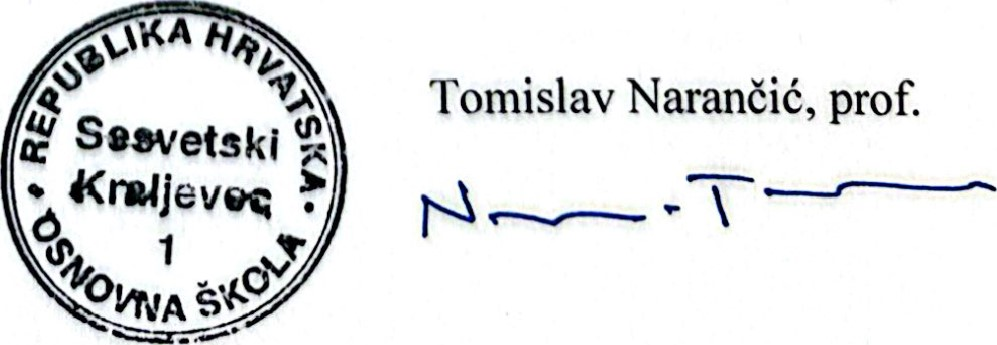 REPUBLIKA HRVATSKA
Sesvetski
Kraljevec
1
OSNOVNA ŠKOLA
Tomislav Narančić, prof.